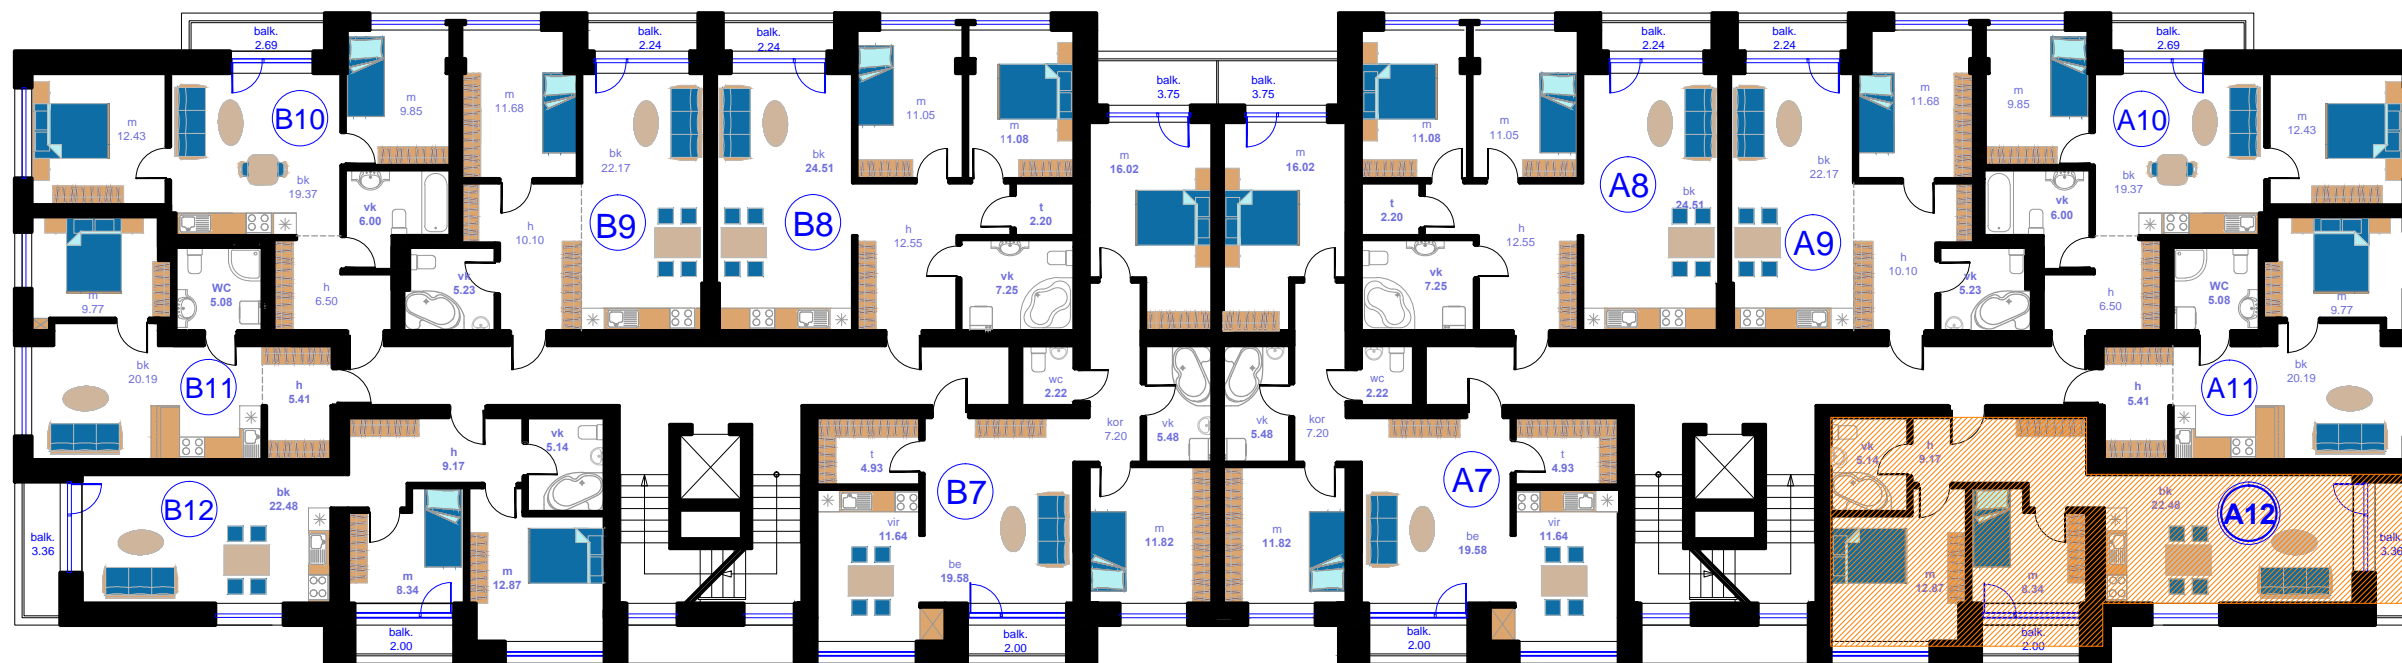 balk.
2.69
balk.
2.24
balk.
2.24
balk.
3.75
balk.
3.75
balk.
2.24
balk.
2.24
balk.
2.69
m
12.43
B10
bk
19.37
m
9.85
vk
6.00
h
6.50
m
11.68
h
10.10
vk
5.23
bk
22.17
B9
bk
24.51
B8
m
11.05
m
11.08
t
2.20
h
12.55
vk
7.25
m
16.02
m
16.02
m
11.08
m
11.05
t
2.20
h
12.55
vk
7.25
A8
bk
24.51
bk
22.17
A9
m
11.68
h
10.10
vk
5.23
m
9.85
vk
6.00
h
6.50
A10
bk
19.37
m
12.43
m
9.77
WC
5.08
bk
20.19
B11
h
5.41
wc
2.22
vk
5.48
kor
7.20
vk
5.48
kor
7.20
wc
2.22
WC
5.08
m
9.77
h
5.41
A11
bk
20.19
balk.
3.36
B12
bk
22.48
h
9.17
vk
5.14
m
8.34
m
12.87
balk.
2.00
t
4.93
B7
vir
11.64
be
19.58
balk.
2.00
m
11.82
m
11.82
A7
t
4.93
be
19.58
vir
11.64
balk.
2.00
vk
5.14
h
9.17
m
12.87
m
8.34
balk.
2.00
bk
22.48
A12
balk.
3.36